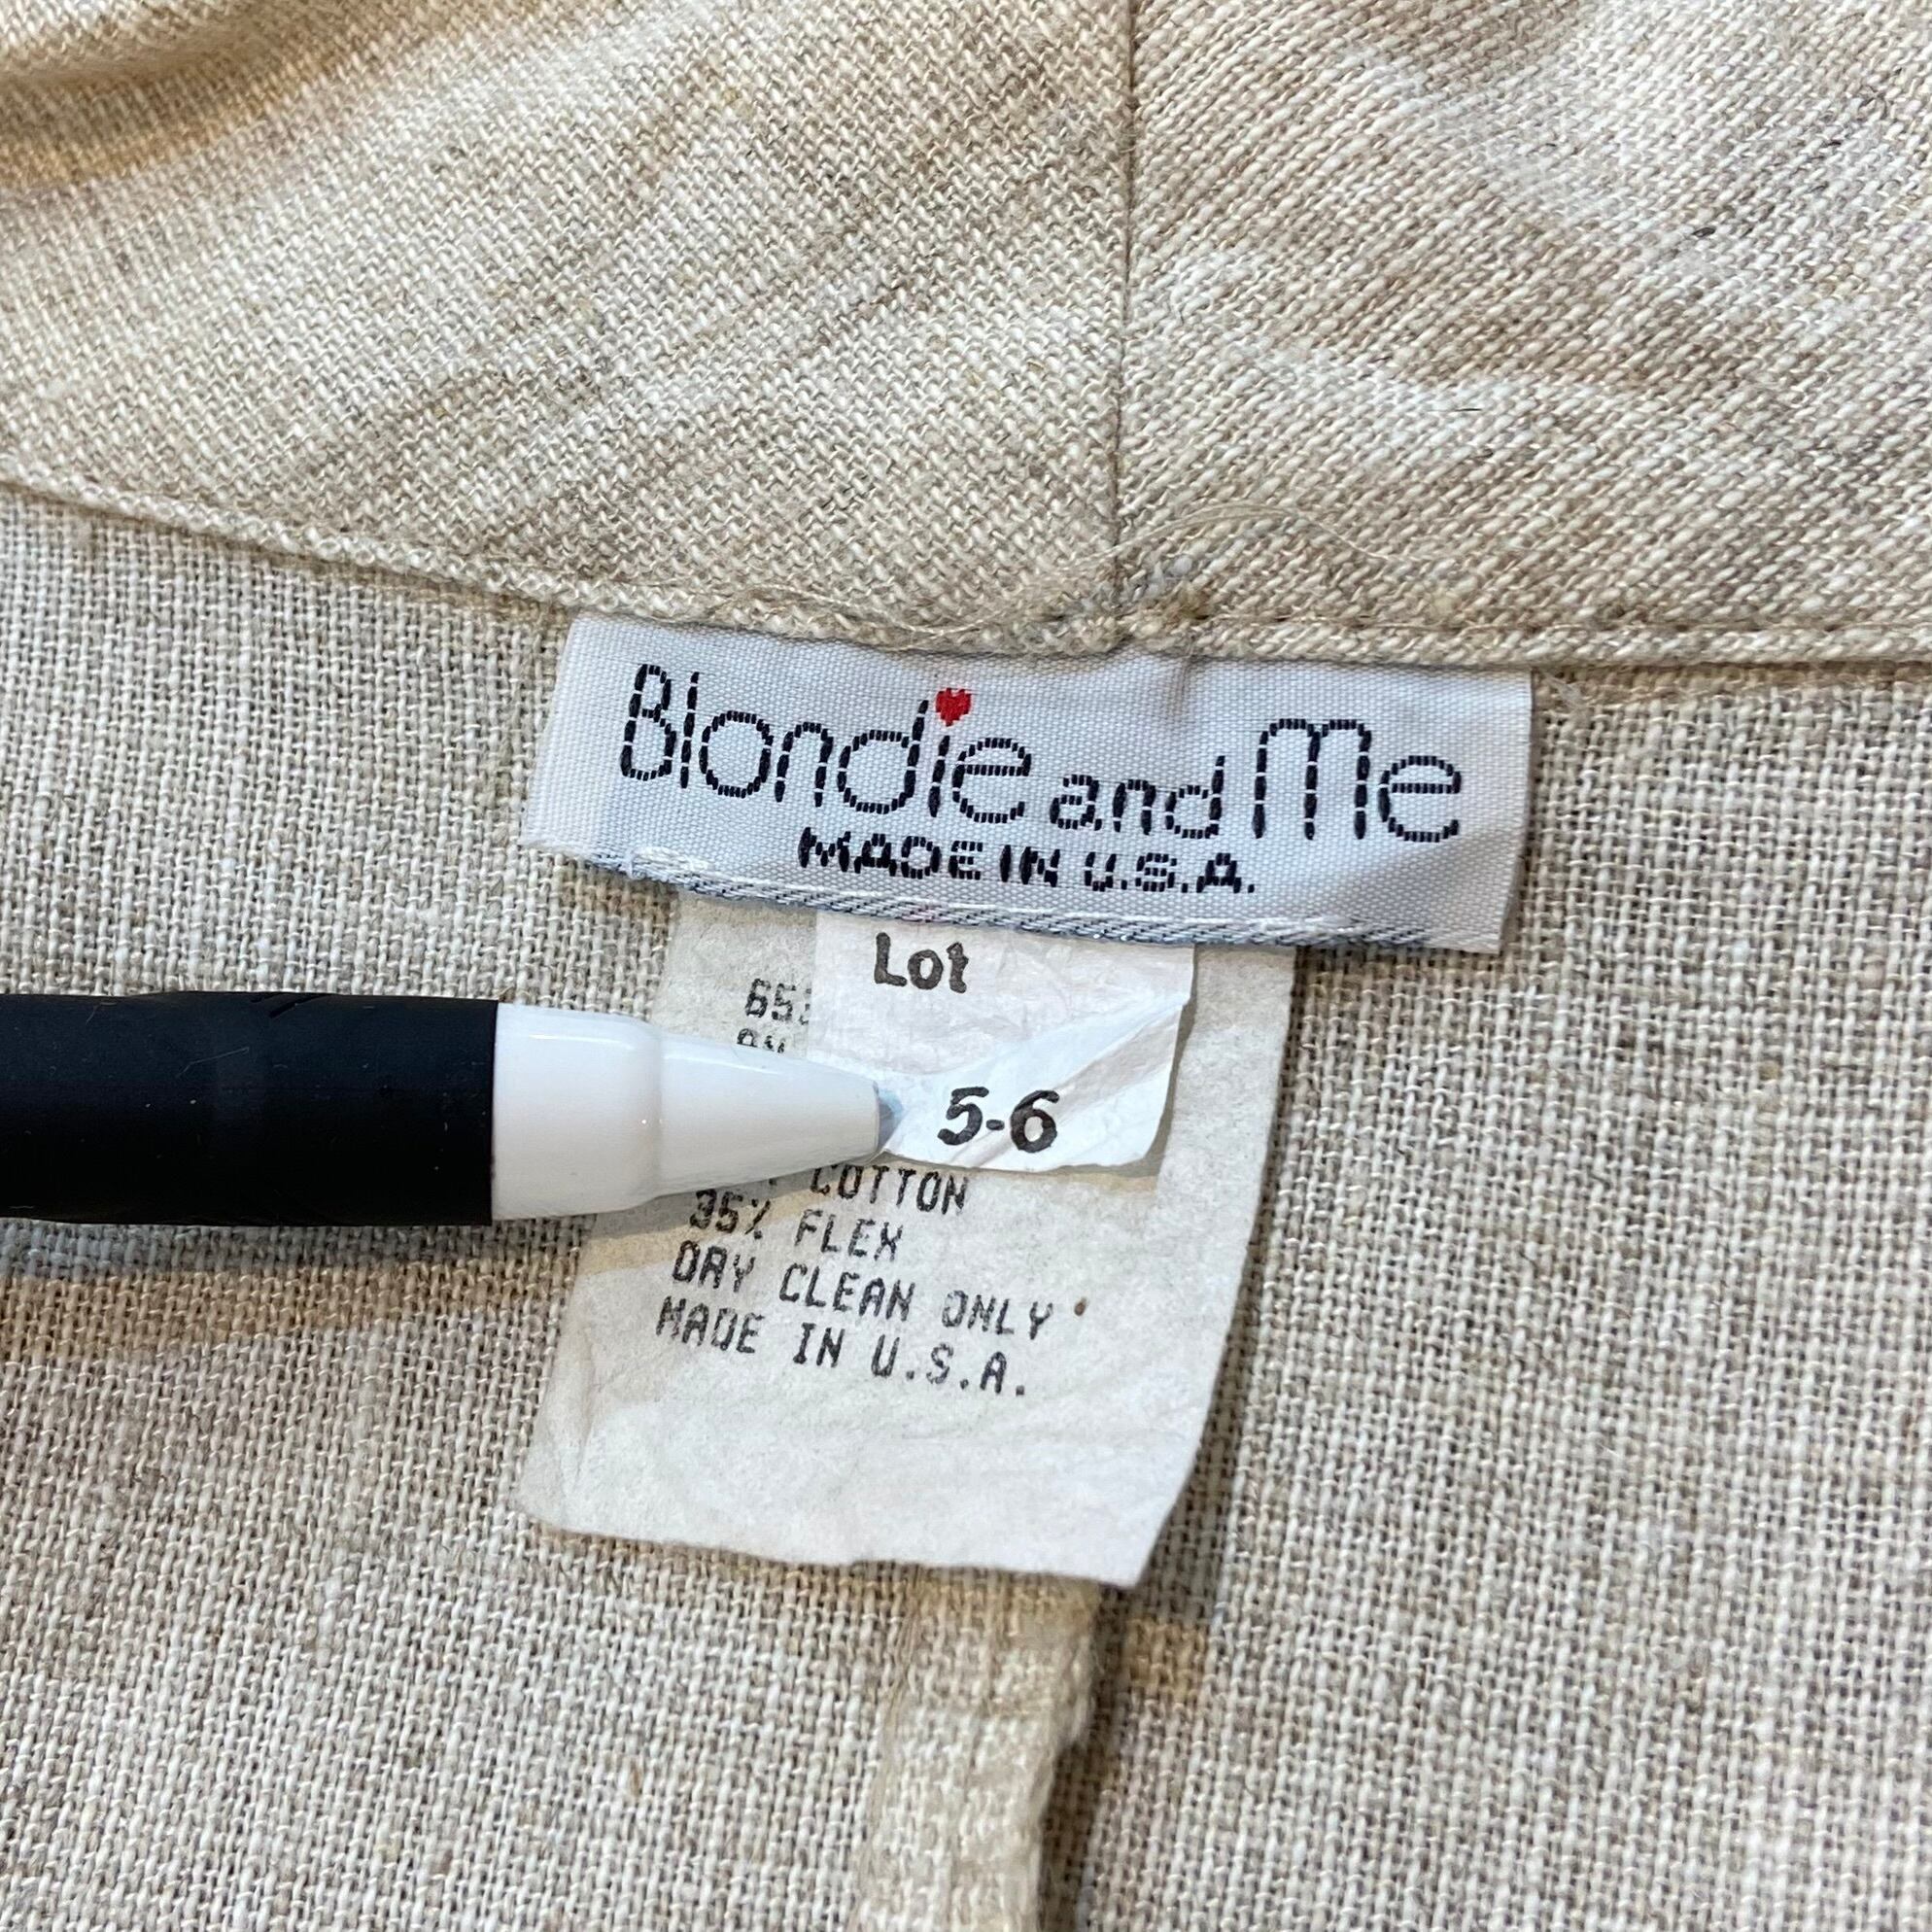 Blondie and Me
MADE IN U.S.A.
Lot
5-6
COTTON
35% FLEX
DRY CLEAN ONLY
MADE IN U.S.A.